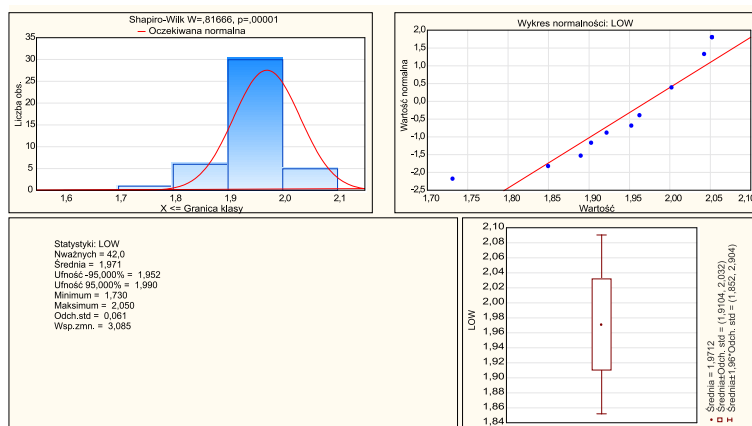 Shapiro-Wilk W=,81666, p=,00001
— Oczekiwana normalna
Liczba obs.
35
30
25
20
15
10
5
0
1,6 1,7 1,8 1,9 2,0 2,1
X <= Granica klasy
Wykres normalności: LOW
Wartość normalna
2,0
1,5
1,0
0,5
0,0
-0,5
-1,0
-1,5
-2,0
-2,5
1,70 1,75 1,80 1,85 1,90 1,95 2,00 2,05 2,10
Wartość
Statystyki: LOW
Nważnych = 42,0
Średnia = 1,971
Ufność -95,000% = 1,952
Ufność 95,000% = 1,990
Minimum = 1,730
Maksimum = 2,050
Odch.std = 0,061
Wsp.zmn. = 3,085
LOW
2,10
2,08
2,06
2,04
2,02
2,00
1,98
1,96
1,94
1,92
1,90
1,88
1,86
1,84
Średnia = 1,9712
Średnia±Odch. std = (1,9104, 2,032)
Średnia±1,96*Odch. std = (1,852, 2,904)